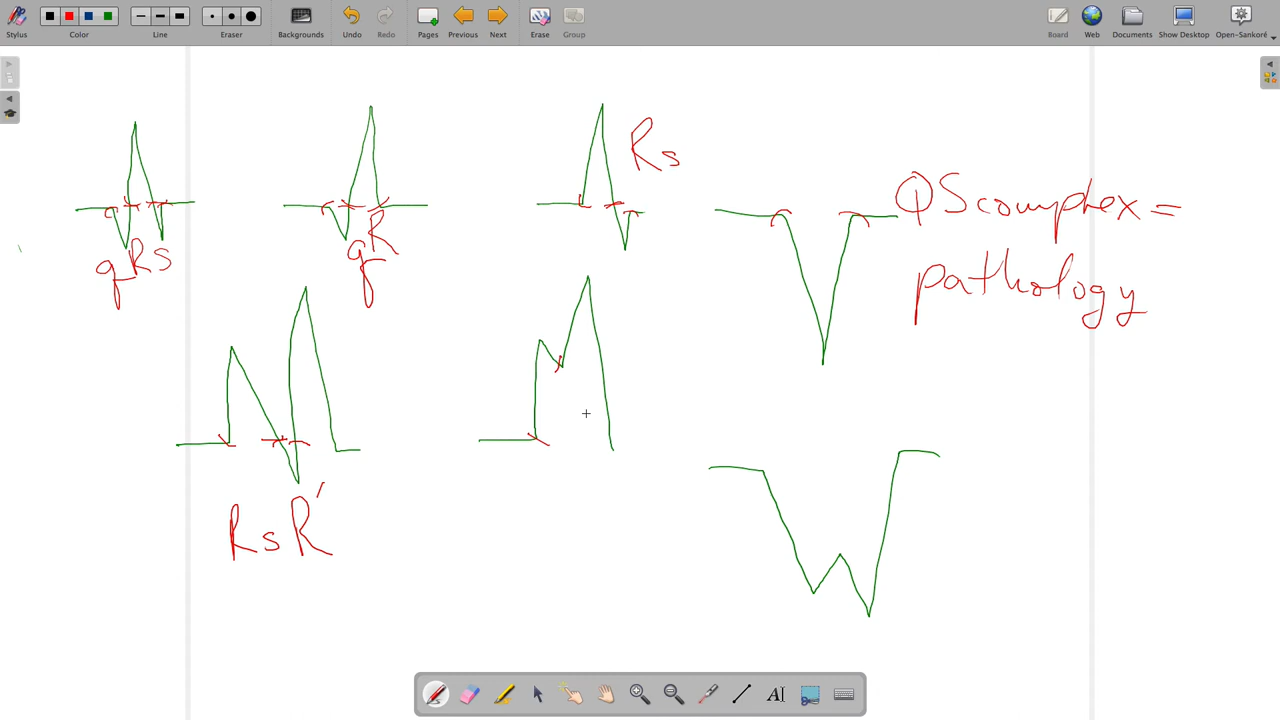 Stylus
Color
Line
Eraser
Backgrounds
Undo
Redo
Pages
Previous
Next
Erase
Group
Board
Web
Documents
Show Desktop
Open-Sankoré
qRs
qR
Rs
QS complex =
pathology
RsR'
AI